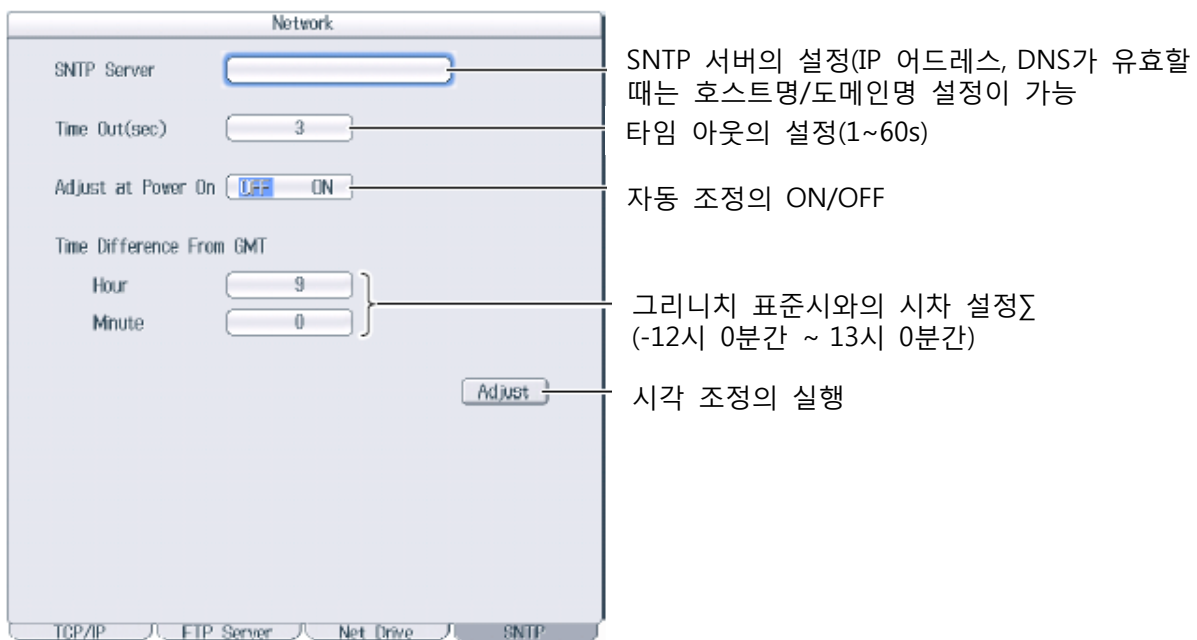 Network
SNTP Server
SNTP 서버의 설정(IP 어드레스, DNS가 유효할
때는 호스트명/도메인명 설정이 가능
Time Out(sec) 3
타임 아웃의 설정(1~60s)
Adjust at Power On OFF ON
자동 조정의 ON/OFF
Time Difference From GMT
Hour 9
Minute 0
그리니치 표준시와의 시차 설정∑
(-12시 0분간 ~ 13시 0분간)
Adjust
시각 조정의 실행
TCP/IP FTP Server Net Drive SNTP